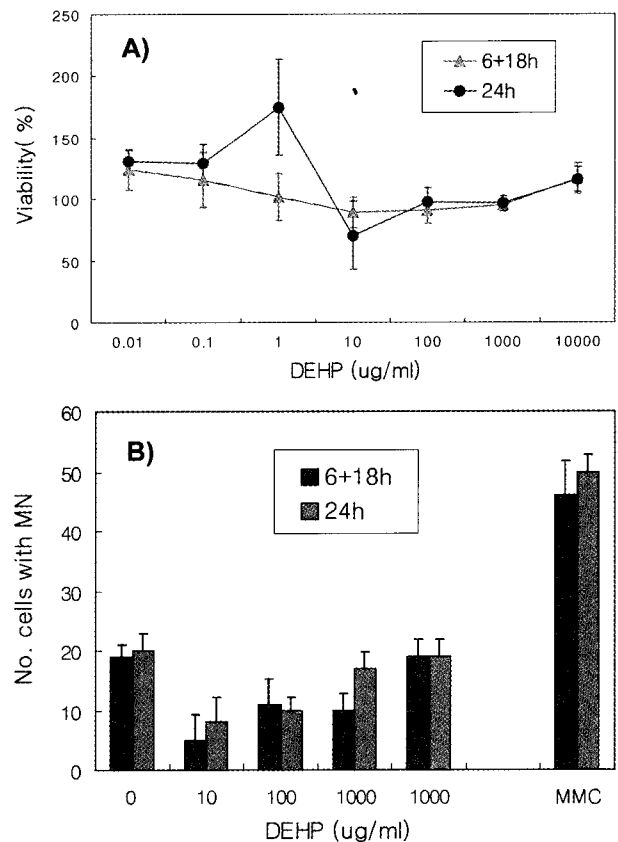 A)
6+18h
24h
250
200
150
100
50
0
Viability( %)
0.01 0.1 1 10 100 1000 10000
DEHP (ug/ml)
B)
6+18h
24h
60
50
40
30
20
10
0
No. cells with MN
0 10 100 1000 1000 MMC
DEHP (ug/ml)